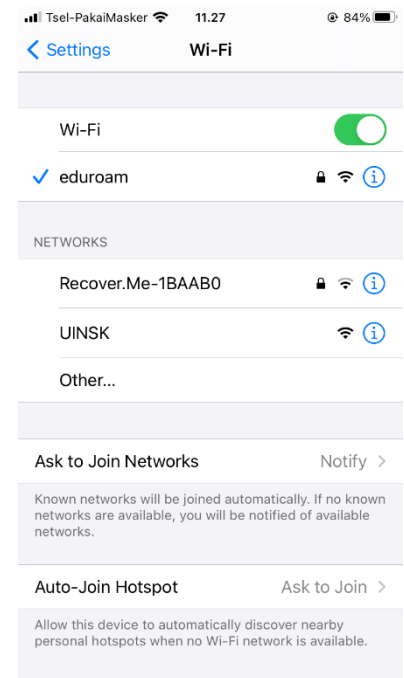 Tsel-PakaiMasker 11.27 84%
Settings Wi-Fi
Wi-Fi
eduroam
NETWORKS
Recover.Me-1BAAB0
UINSK
Other...
Ask to Join Networks Notify
Known networks will be joined automatically. If no known
networks are available, you will be notified of available
networks.
Auto-Join Hotspot Ask to Join
Allow this device to automatically discover nearby
personal hotspots when no Wi-Fi network is available.